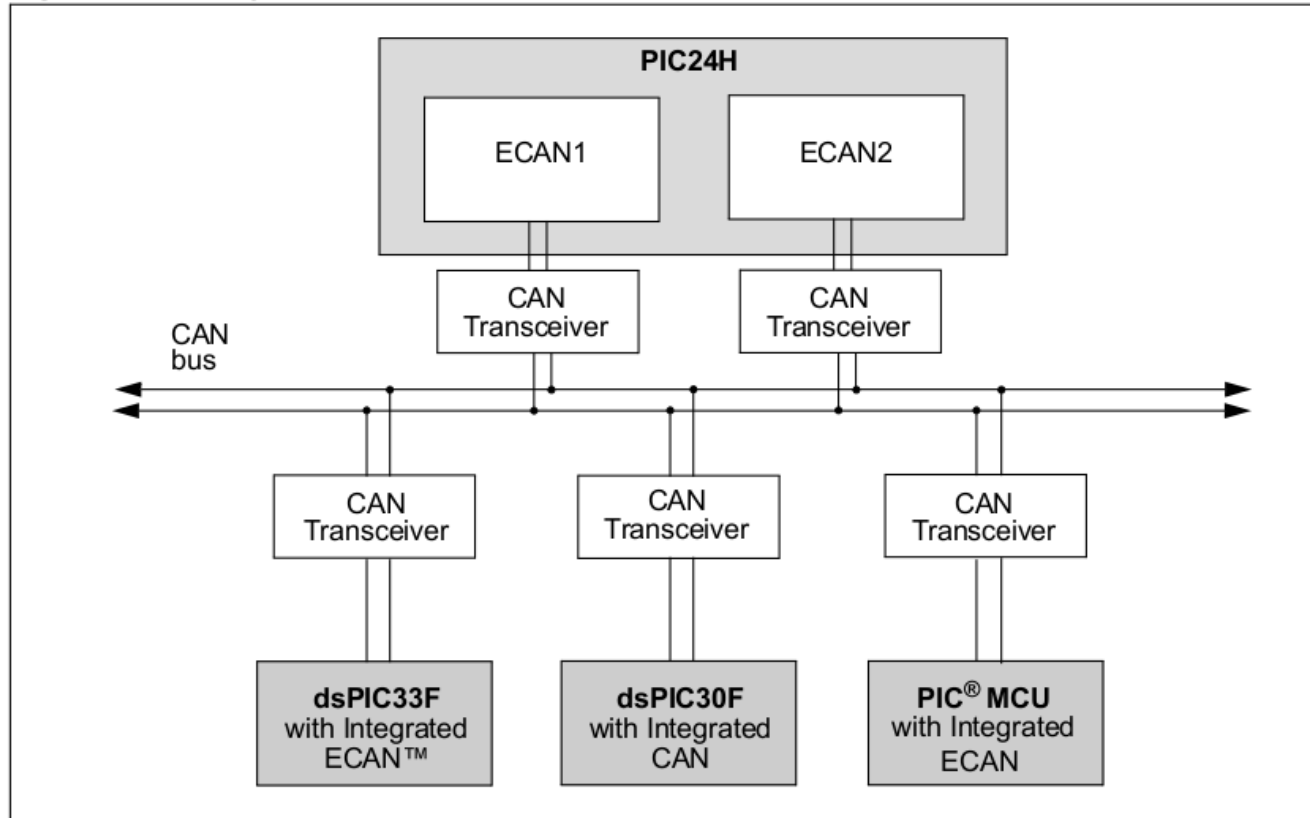 PIC24H
ECAN1
ECAN2
CAN
Transceiver
CAN
Transceiver
CAN
bus
CAN
Transceiver
CAN
Transceiver
CAN
Transceiver
dsPIC33F
with Integrated
ECAN™
dsPIC30F
with Integrated
CAN
PIC® MCU
with Integrated
ECAN